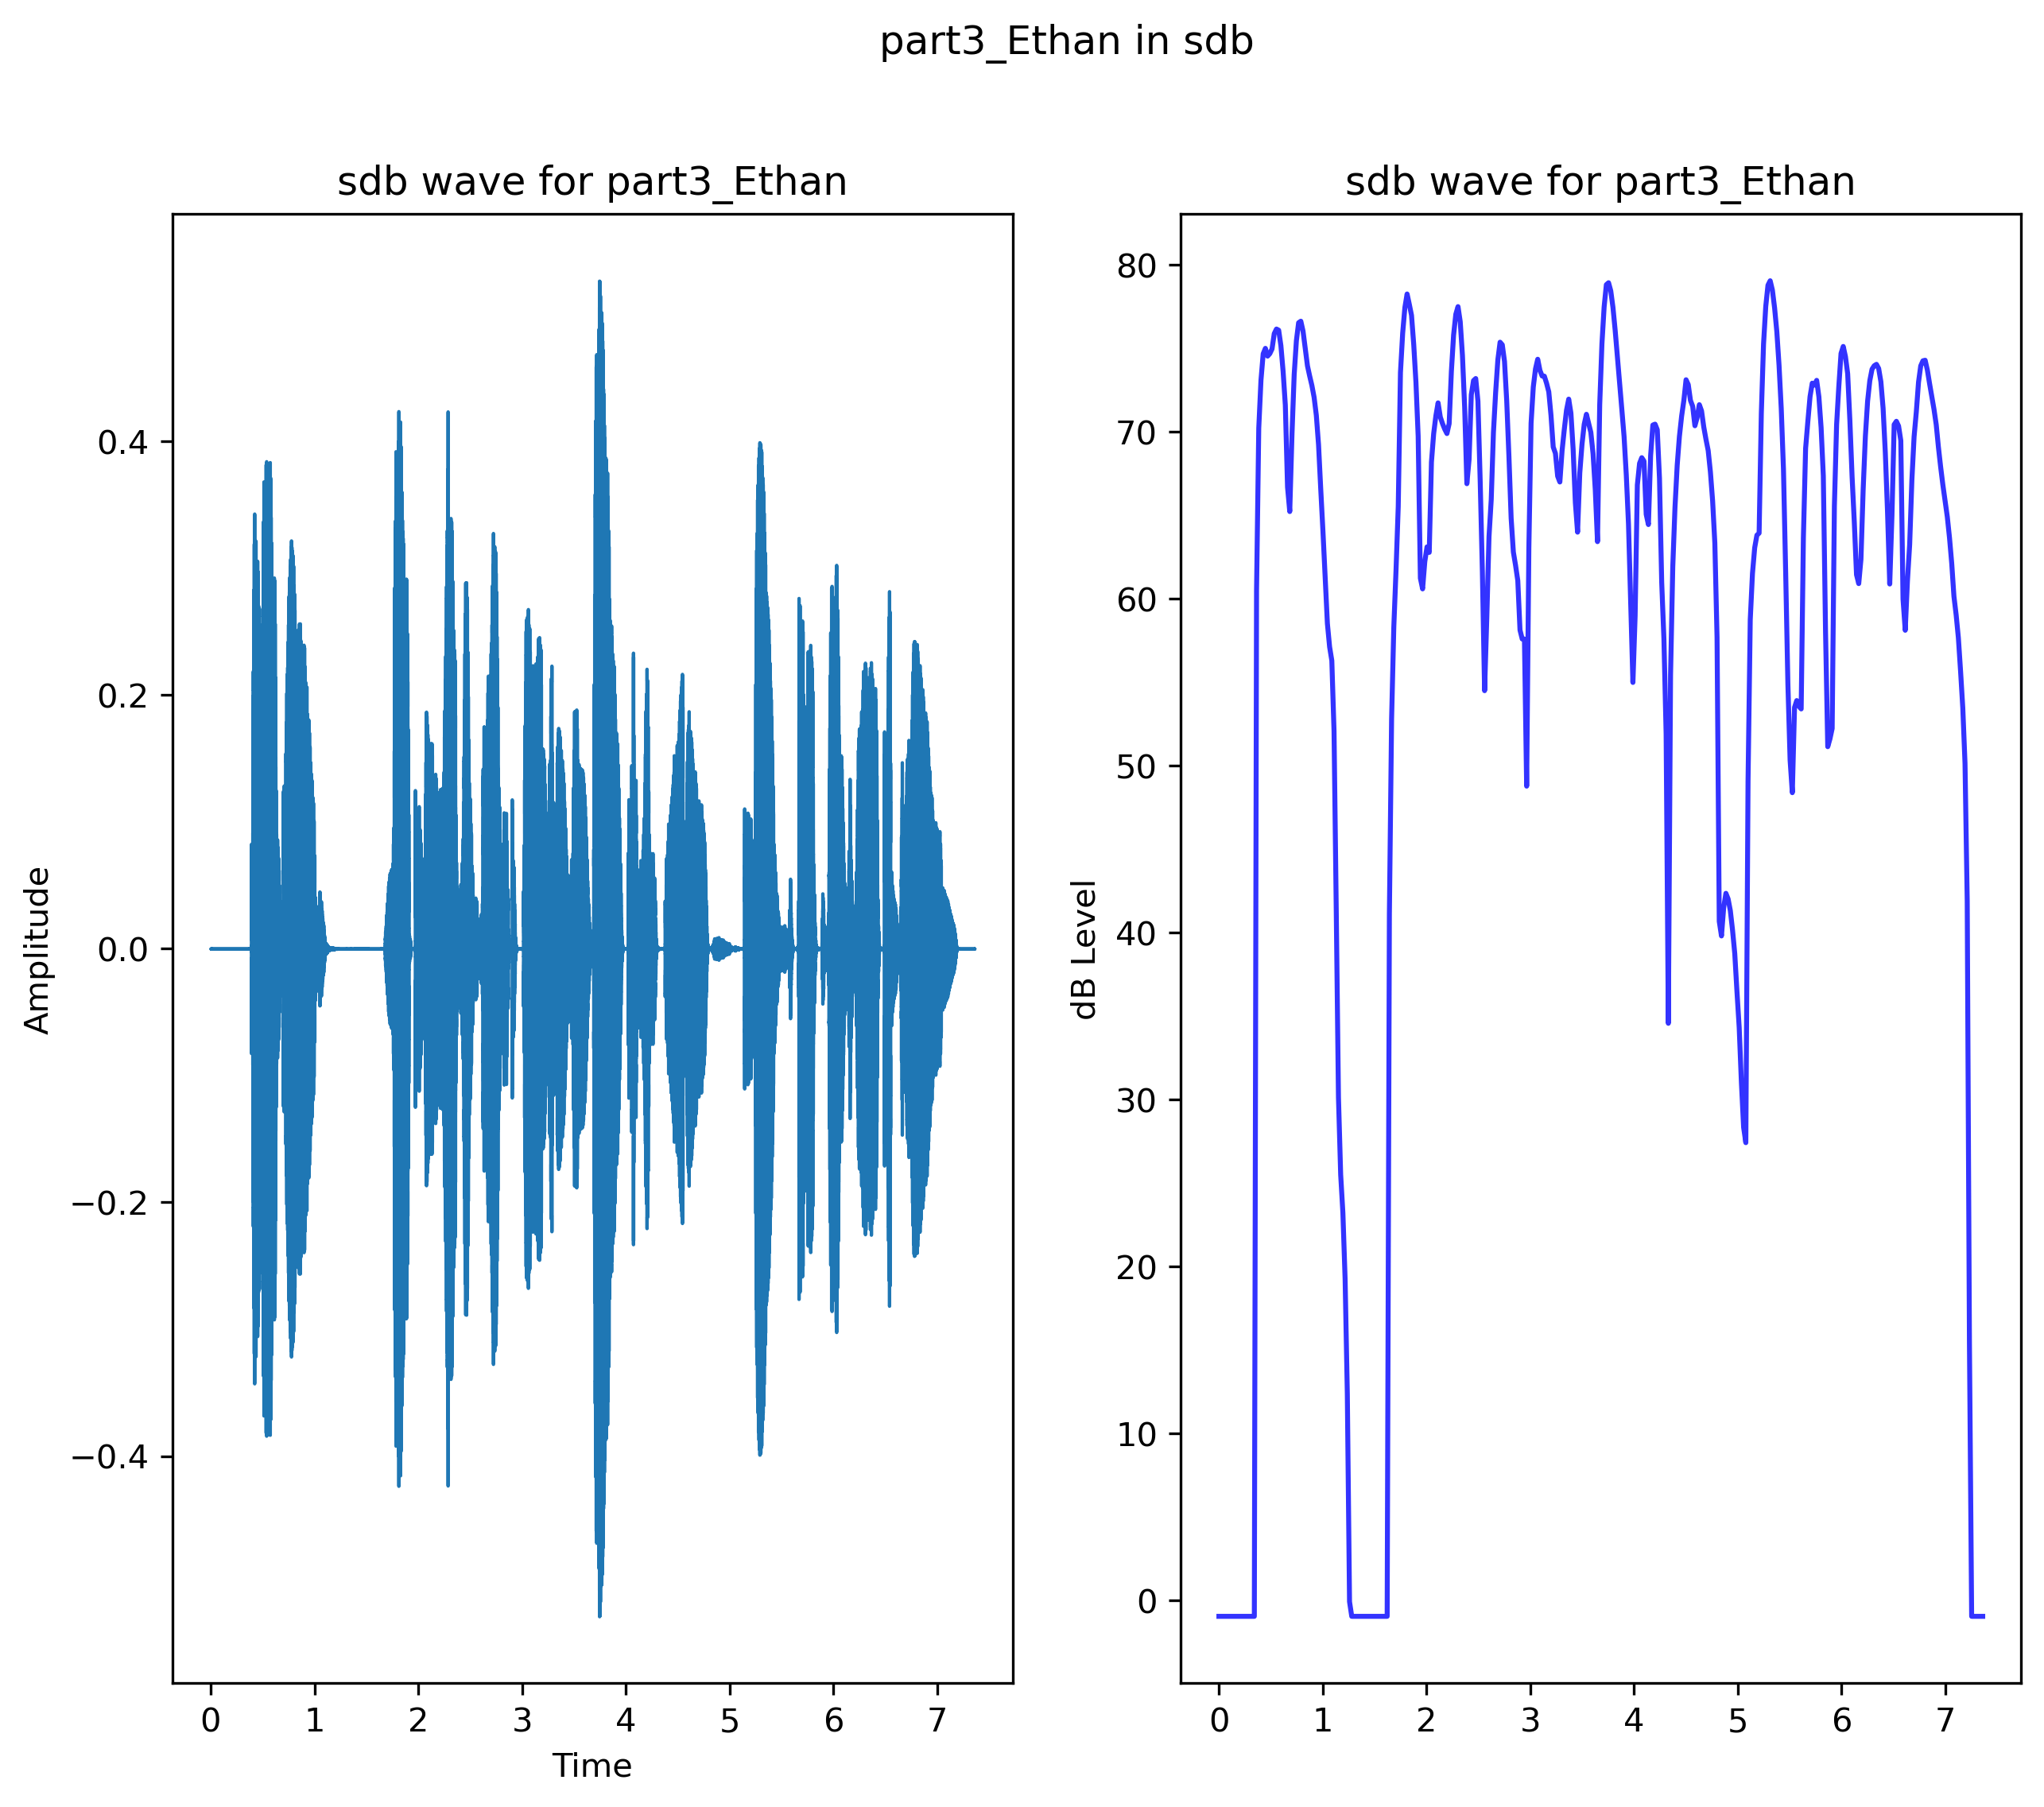 part3_Ethan in sdb
sdb wave for part3_Ethan
Amplitude
0.4
0.2
0.0
−0.2
−0.4
0 1 2 3 4 5 6 7
Time
sdb wave for part3_Ethan
dB Level
80
70
60
50
40
30
20
10
0
0 1 2 3 4 5 6 7